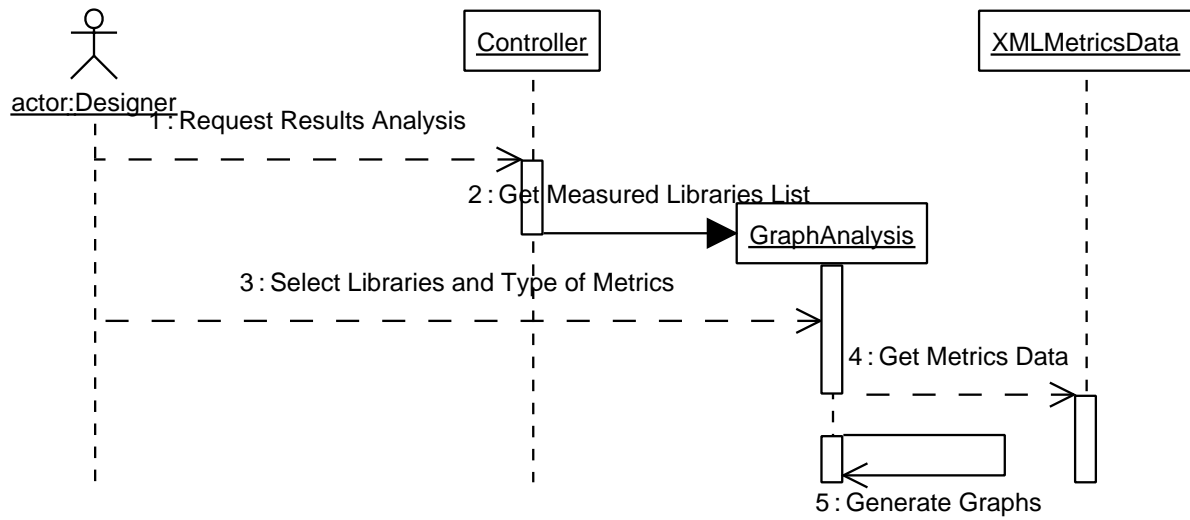 Controller
XMLMetricsData
actor::Designer
1: Request Results Analysis
2: Get Measured Libraries List
GraphAnalysis
3: Select Libraries and Type of Metrics
4: Get Metrics Data
5: Generate Graphs